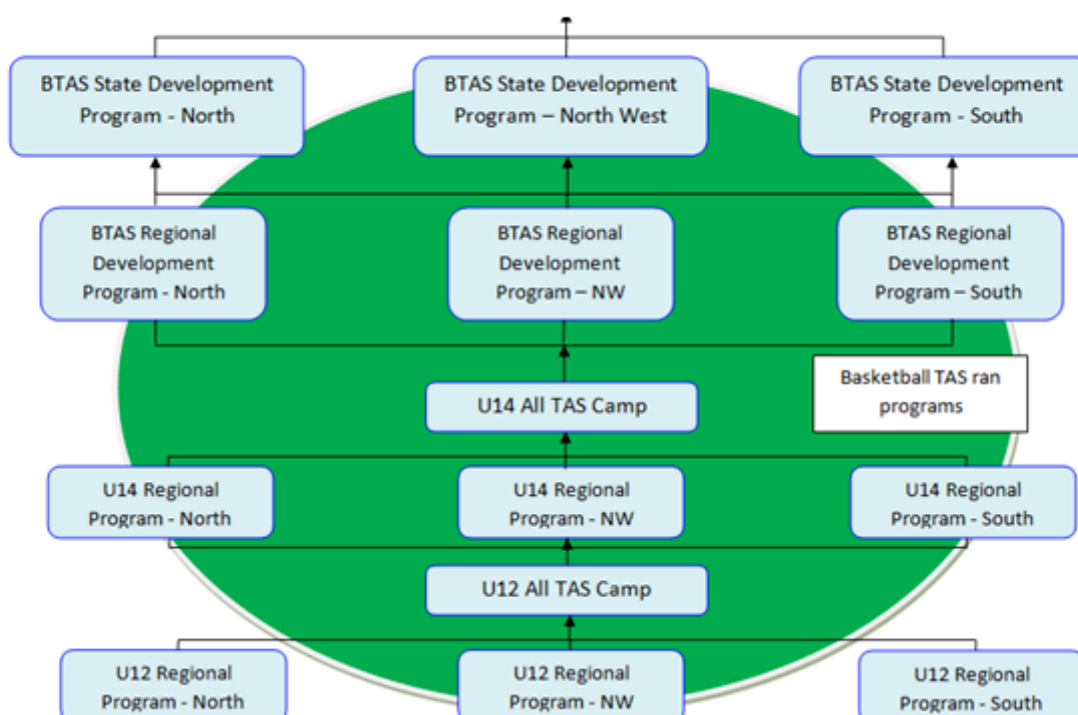 BTAS State Development
Program - North
BTAS State Development
Program – North West
BTAS State Development
Program - South
BTAS Regional
Development
Program - North
BTAS Regional
Development
Program – NW
BTAS Regional
Development
Program – South
Basketball TAS ran
programs
U14 All TAS Camp
U14 Regional
Program - North
U14 Regional
Program - NW
U14 Regional
Program - South
U12 All TAS Camp
U12 Regional
Program - North
U12 Regional
Program - NW
U12 Regional
Program - South